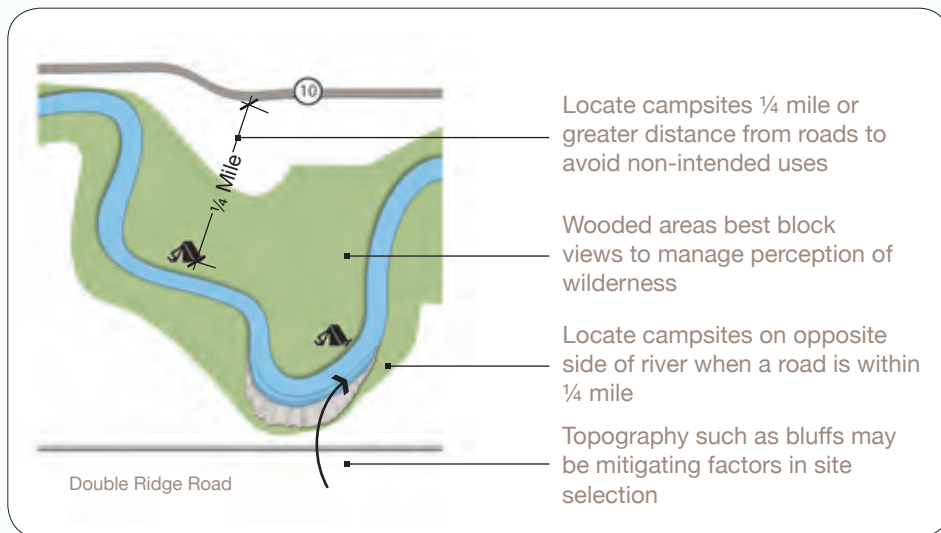 10
¼ Mile
Double Ridge Road
Locate campsites ¼ mile or
greater distance from roads to
avoid non-intended uses
Wooded areas best block
views to manage perception of
wilderness
Locate campsites on opposite
side of river when a road is within
¼ mile
Topography such as bluffs may
be mitigating factors in site
selection